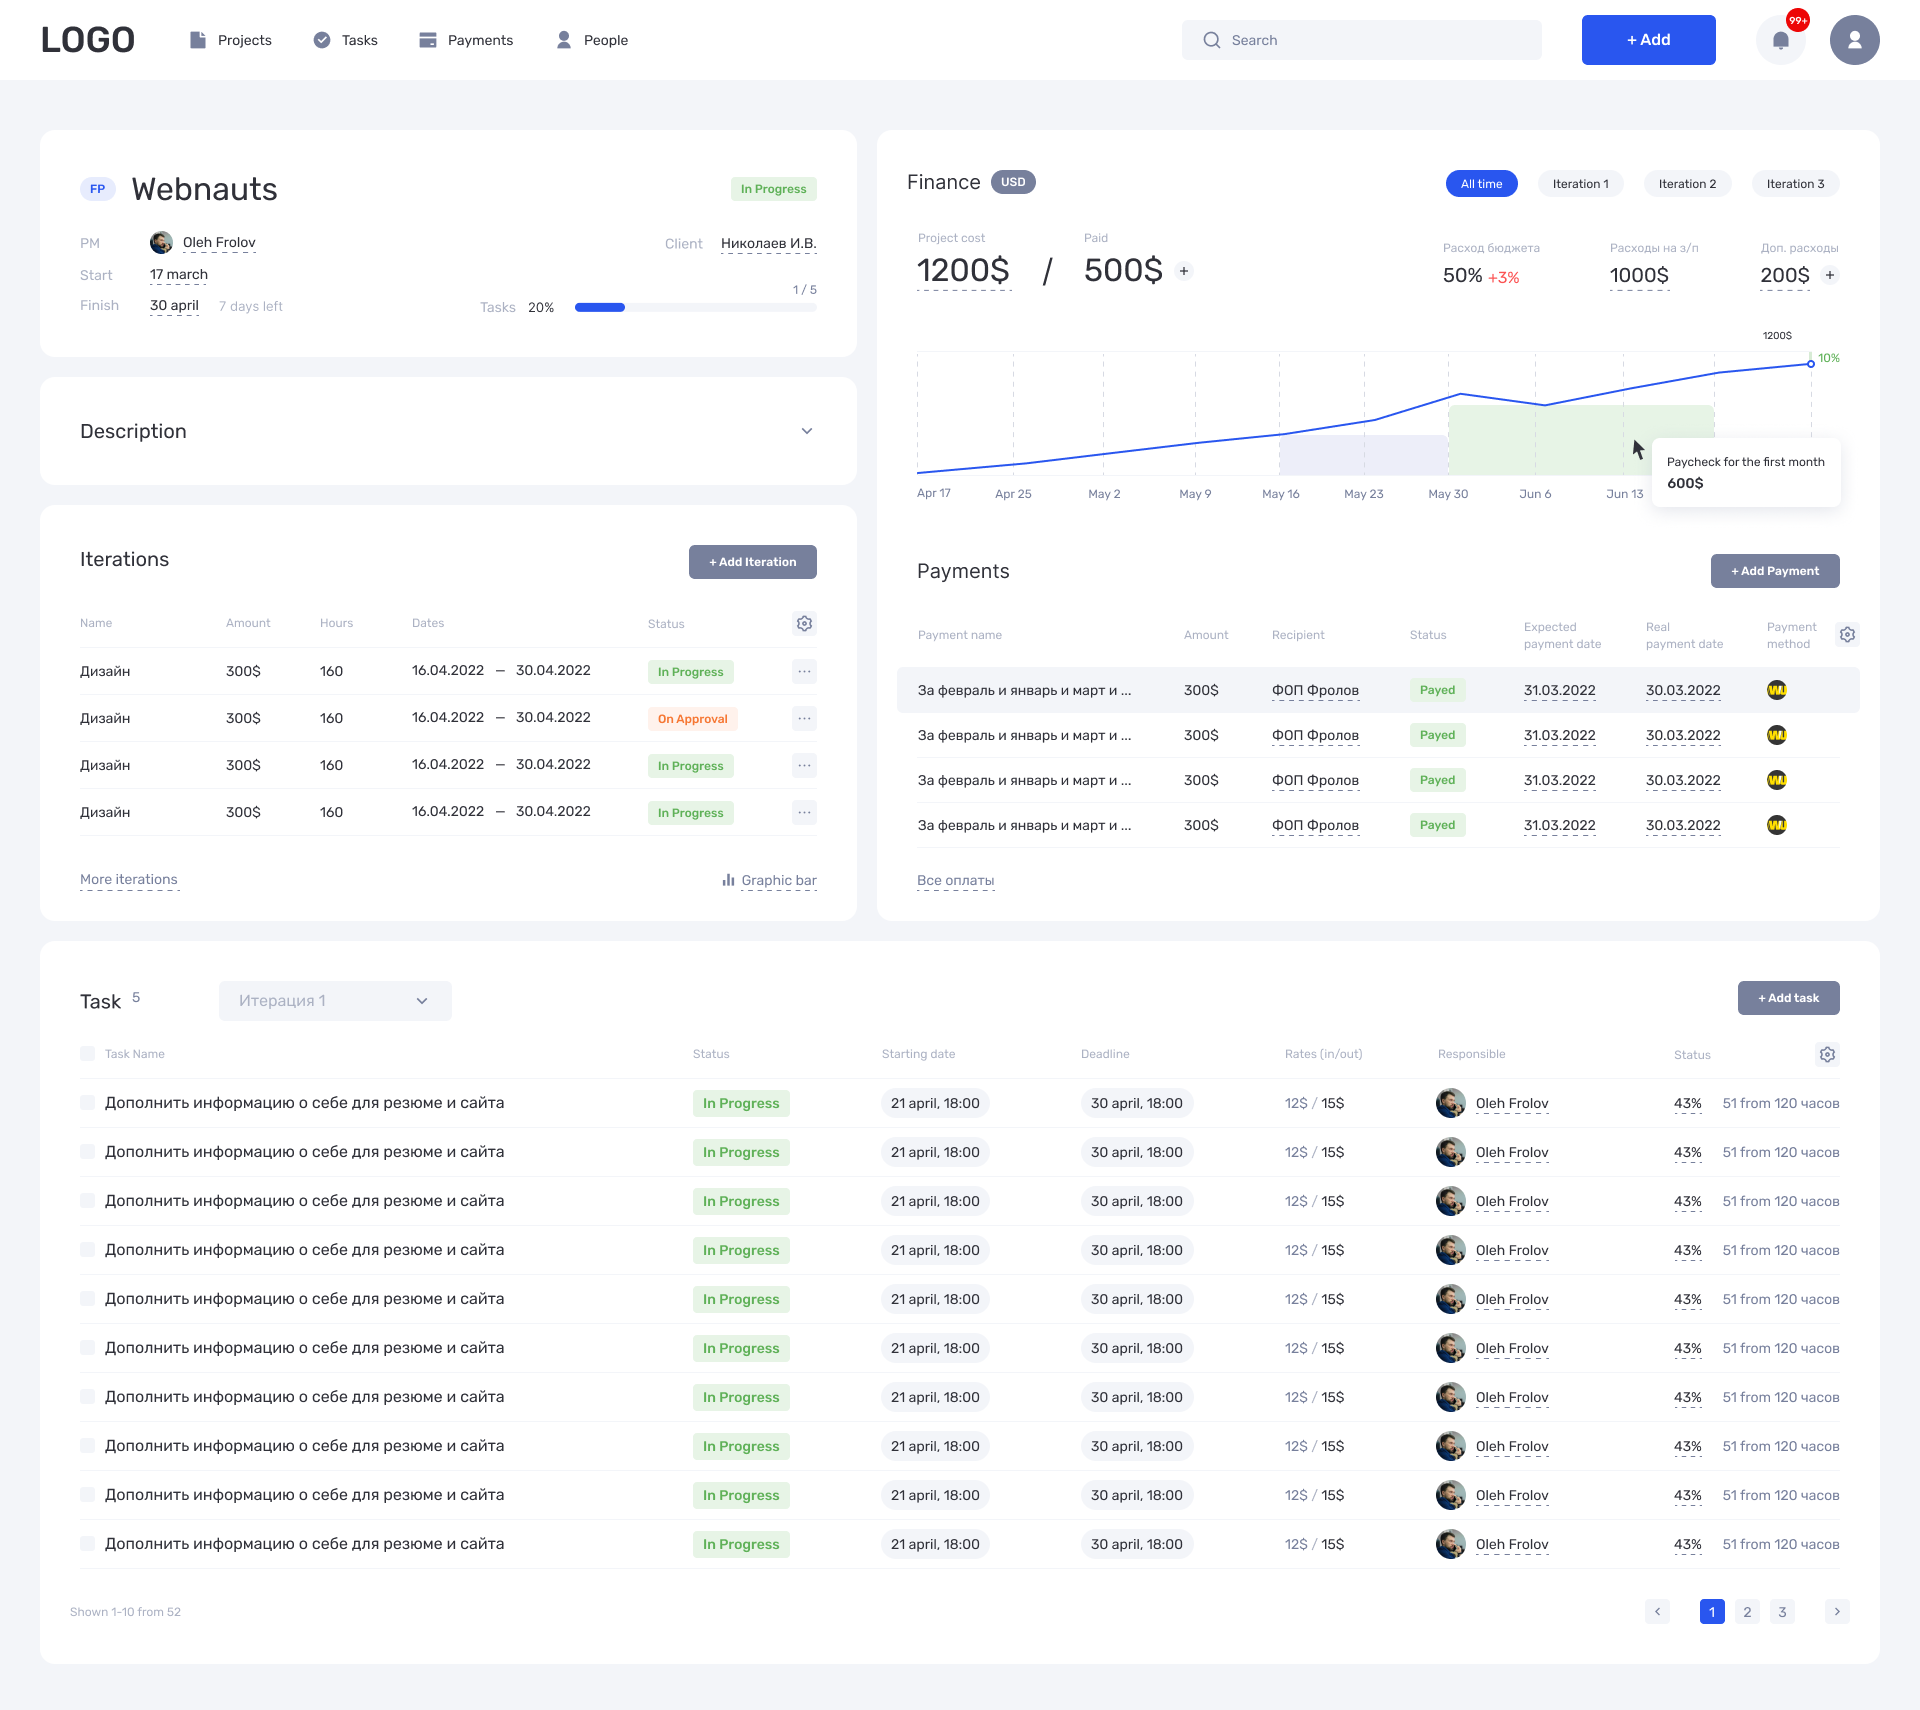 LOGO
Projects
Tasks
Payments
People
Search
+ Add
99+
FP
Webnauts
In Progress
PM
Oleh Frolov
Client
Николаев И.В.
Start
17 march
Finish
30 april
7 days left
Tasks
20%
1 / 5
Description
Iterations
+ Add Iteration
Name Amount Hours Dates Status
Дизайн 300$ 160 16.04.2022 – 30.04.2022 In Progress ...
Дизайн 300$ 160 16.04.2022 – 30.04.2022 On Approval ...
Дизайн 300$ 160 16.04.2022 – 30.04.2022 In Progress ...
Дизайн 300$ 160 16.04.2022 – 30.04.2022 In Progress ...
More iterations
Graphic bar
Finance
USD
All time
Iteration 1
Iteration 2
Iteration 3
Project cost
1200$
/
Paid
500$
+
Расход бюджета
50% +3%
Расходы на з/п
1000$
Доп. расходы
200$
+
1200$
10%
Apr 17 Apr 25 May 2 May 9 May 16 May 23 May 30 Jun 6 Jun 13
Paycheck for the first month
600$
Payments
+ Add Payment
Payment name
Amount
Recipient
Status
Expected
payment date
Real
payment date
Payment
method
За февраль и январь и март и ... 300$ ФОП Фролов Payed 31.03.2022 30.03.2022 WU
За февраль и январь и март и ... 300$ ФОП Фролов Payed 31.03.2022 30.03.2022 WU
За февраль и январь и март и ... 300$ ФОП Фролов Payed 31.03.2022 30.03.2022 WU
За февраль и январь и март и ... 300$ ФОП Фролов Payed 31.03.2022 30.03.2022 WU
Все оплаты
Task 5
Итерация 1
+ Add task
Task Name Status Starting date Deadline Rates (in/out) Responsible Status
Дополнить информацию о себе для резюме и сайта In Progress 21 april, 18:00 30 april, 18:00 12$ / 15$ Oleh Frolov 43% 51 from 120 часов
Дополнить информацию о себе для резюме и сайта In Progress 21 april, 18:00 30 april, 18:00 12$ / 15$ Oleh Frolov 43% 51 from 120 часов
Дополнить информацию о себе для резюме и сайта In Progress 21 april, 18:00 30 april, 18:00 12$ / 15$ Oleh Frolov 43% 51 from 120 часов
Дополнить информацию о себе для резюме и сайта In Progress 21 april, 18:00 30 april, 18:00 12$ / 15$ Oleh Frolov 43% 51 from 120 часов
Дополнить информацию о себе для резюме и сайта In Progress 21 april, 18:00 30 april, 18:00 12$ / 15$ Oleh Frolov 43% 51 from 120 часов
Дополнить информацию о себе для резюме и сайта In Progress 21 april, 18:00 30 april, 18:00 12$ / 15$ Oleh Frolov 43% 51 from 120 часов
Дополнить информацию о себе для резюме и сайта In Progress 21 april, 18:00 30 april, 18:00 12$ / 15$ Oleh Frolov 43% 51 from 120 часов
Дополнить информацию о себе для резюме и сайта In Progress 21 april, 18:00 30 april, 18:00 12$ / 15$ Oleh Frolov 43% 51 from 120 часов
Дополнить информацию о себе для резюме и сайта In Progress 21 april, 18:00 30 april, 18:00 12$ / 15$ Oleh Frolov 43% 51 from 120 часов
Дополнить информацию о себе для резюме и сайта In Progress 21 april, 18:00 30 april, 18:00 12$ / 15$ Oleh Frolov 43% 51 from 120 часов
Shown 1-10 from 52
1 2 3